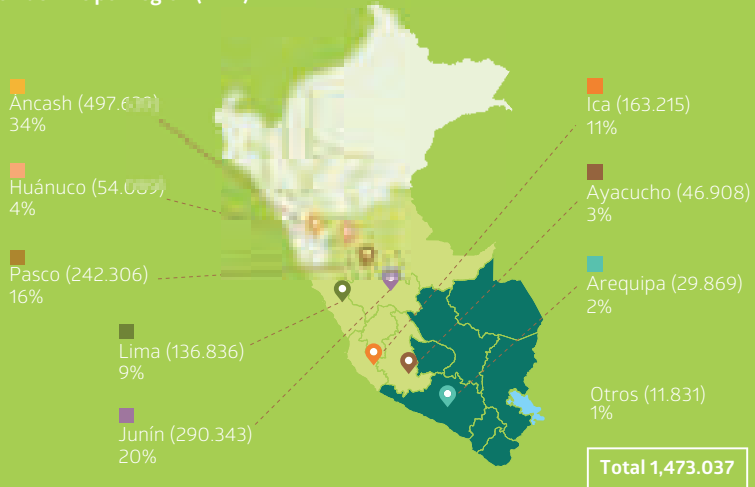 Áncash
34%
Huánuco
4%
Pasco (242.306)
16%
Lima (136.836)
9%
Junín (290.343)
20%
Ica (163.215)
11%
Ayacucho (46.908)
3%
Arequipa (29.869)
2%
Otros (11.831)
1%
Total 1,473.037